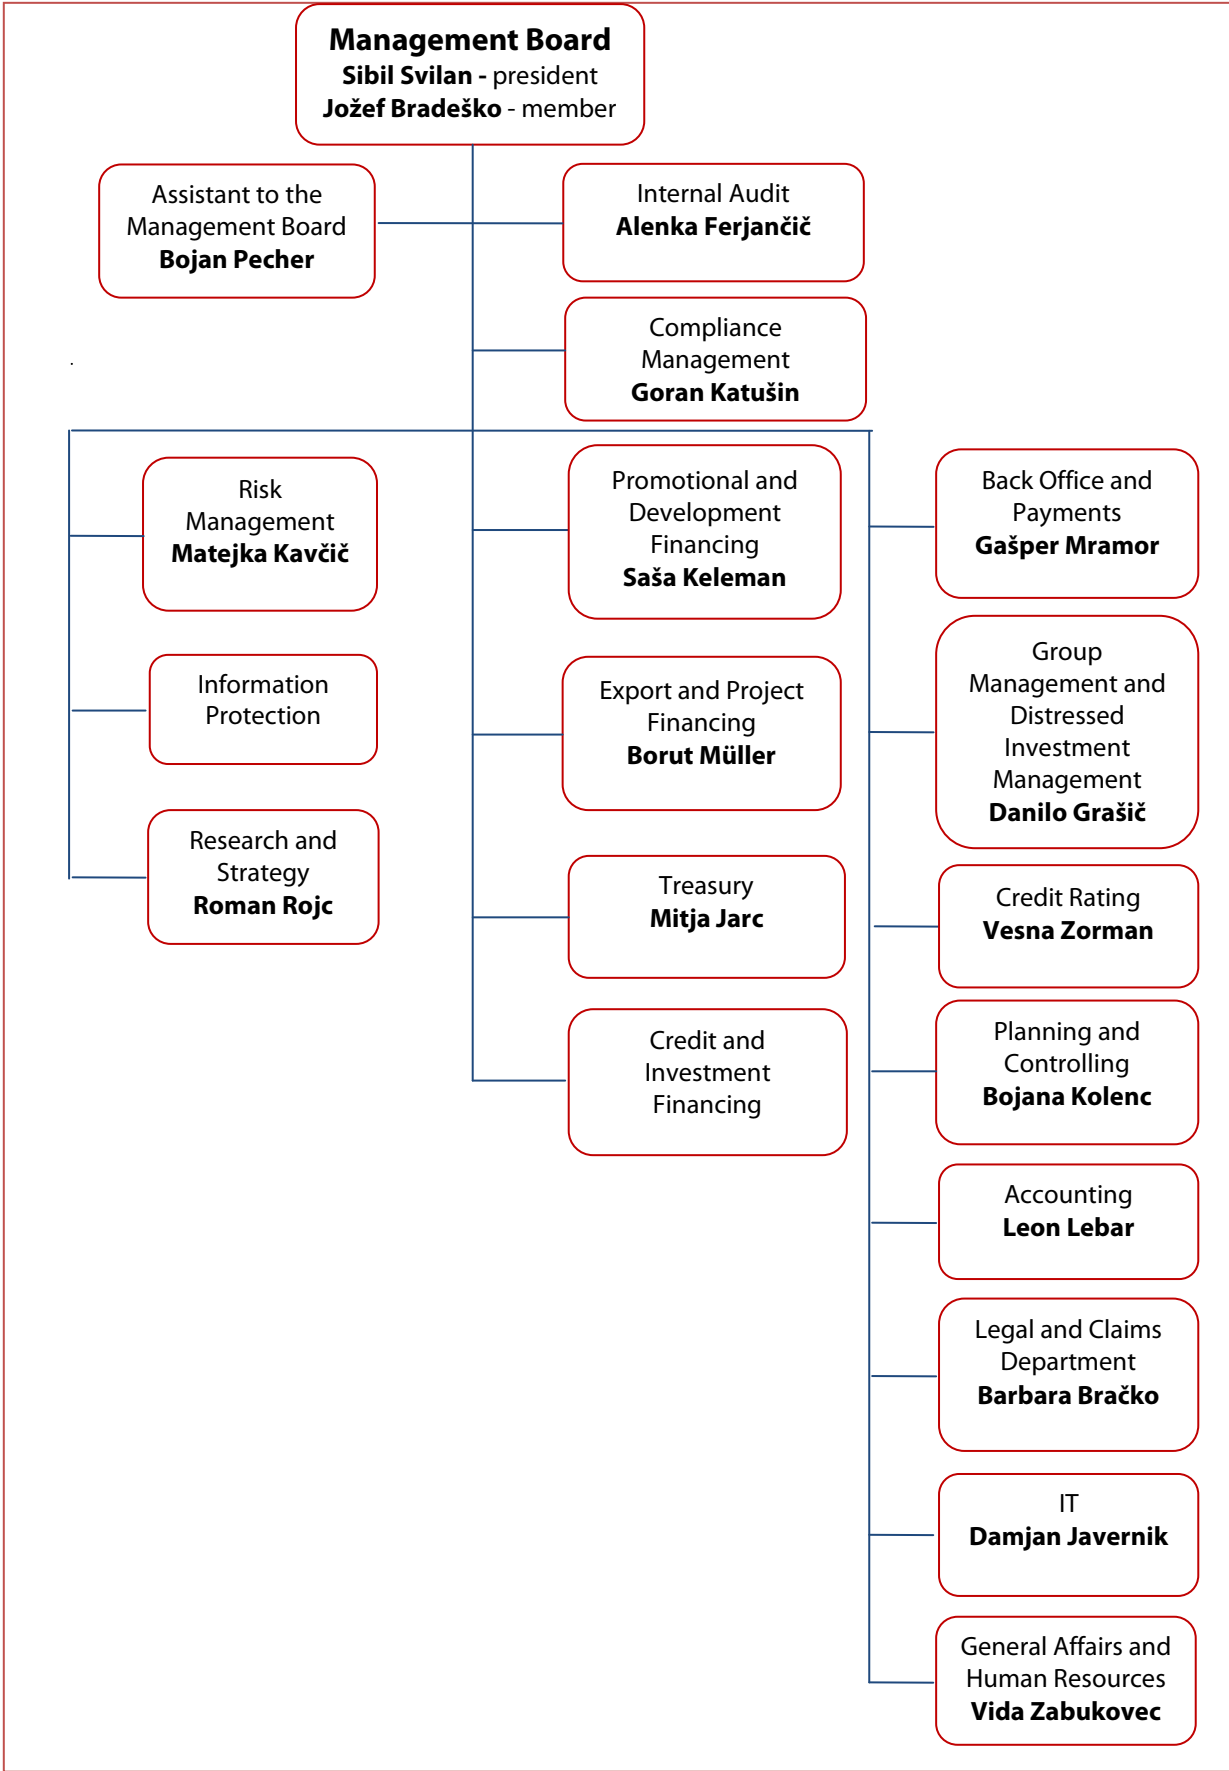 Management Board
Sibil Svilan - president
Jožef Bradeško - member
Assistant to the
Management Board
Bojan Pecher
Internal Audit
Alenka Ferjančič
Compliance
Management
Goran Katušin
Risk
Management
Matejka Kavčič
Information
Protection
Research and
Strategy
Roman Rojc
Promotional and
Development
Financing
Saša Keleman
Export and Project
Financing
Borut Müller
Treasury
Mitja Jarc
Credit and
Investment
Financing
Back Office and
Payments
Gašper Mramor
Group
Management and
Distressed
Investment
Management
Danilo Grašič
Credit Rating
Vesna Zorman
Planning and
Controlling
Bojana Kolenc
Accounting
Leon Lebar
Legal and Claims
Department
Barbara Bračko
IT
Damjan Javernik
General Affairs and
Human Resources
Vida Zabukovec